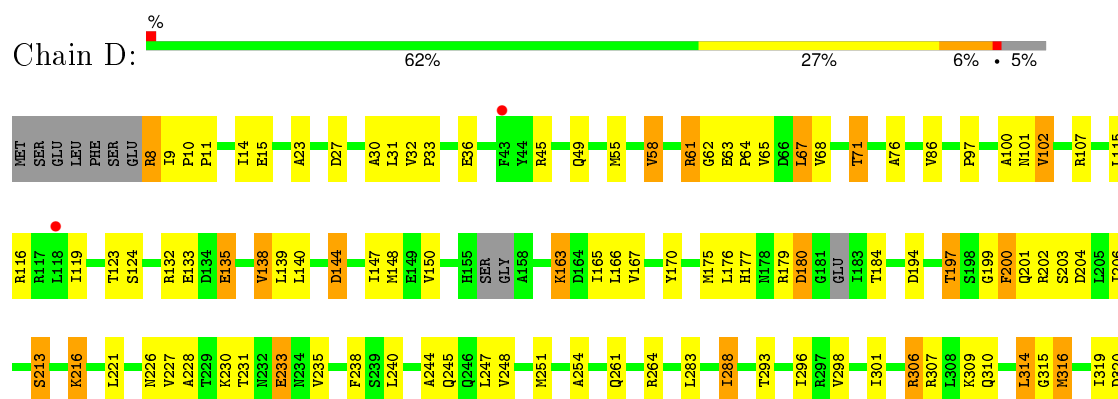 %
Chain D:
62% 27% 6% • 5%
MET SER GLU LEU PHE SER GLU R8 I9 P10 P11 I14 E15 A23 D27 A30 L31 V32 P33 E36 F43 Y44 R45 Q49 M55 V58 R61 G62 E63 P64 V65 D66 L67 V68 T71 A76 V86 P97 A100 N101 V102 R107 L115
R116 R117 L118 I119 T123 S124 R132 E133 D134 E135 V138 L139 L140 D144 I147 M148 E149 V150 H155 SER GLY A158 K163 D164 I165 L166 V167 Y170 M175 L176 H177 N178 R179 D180 G181 GLU I183 T184 D194 T197 S198 G199 F200 Q201 R202 S203 D204 L205 I206
S213 K216 L221 N226 V227 A228 T229 K230 T231 N232 E233 N234 V235 F238 S239 L240 A244 Q245 Q246 L247 V248 M251 A254 Q261 R264 L283 I288 T293 I296 R297 V298 I301 R306 R307 L308 K309 Q310 L314 G315 M316 I319